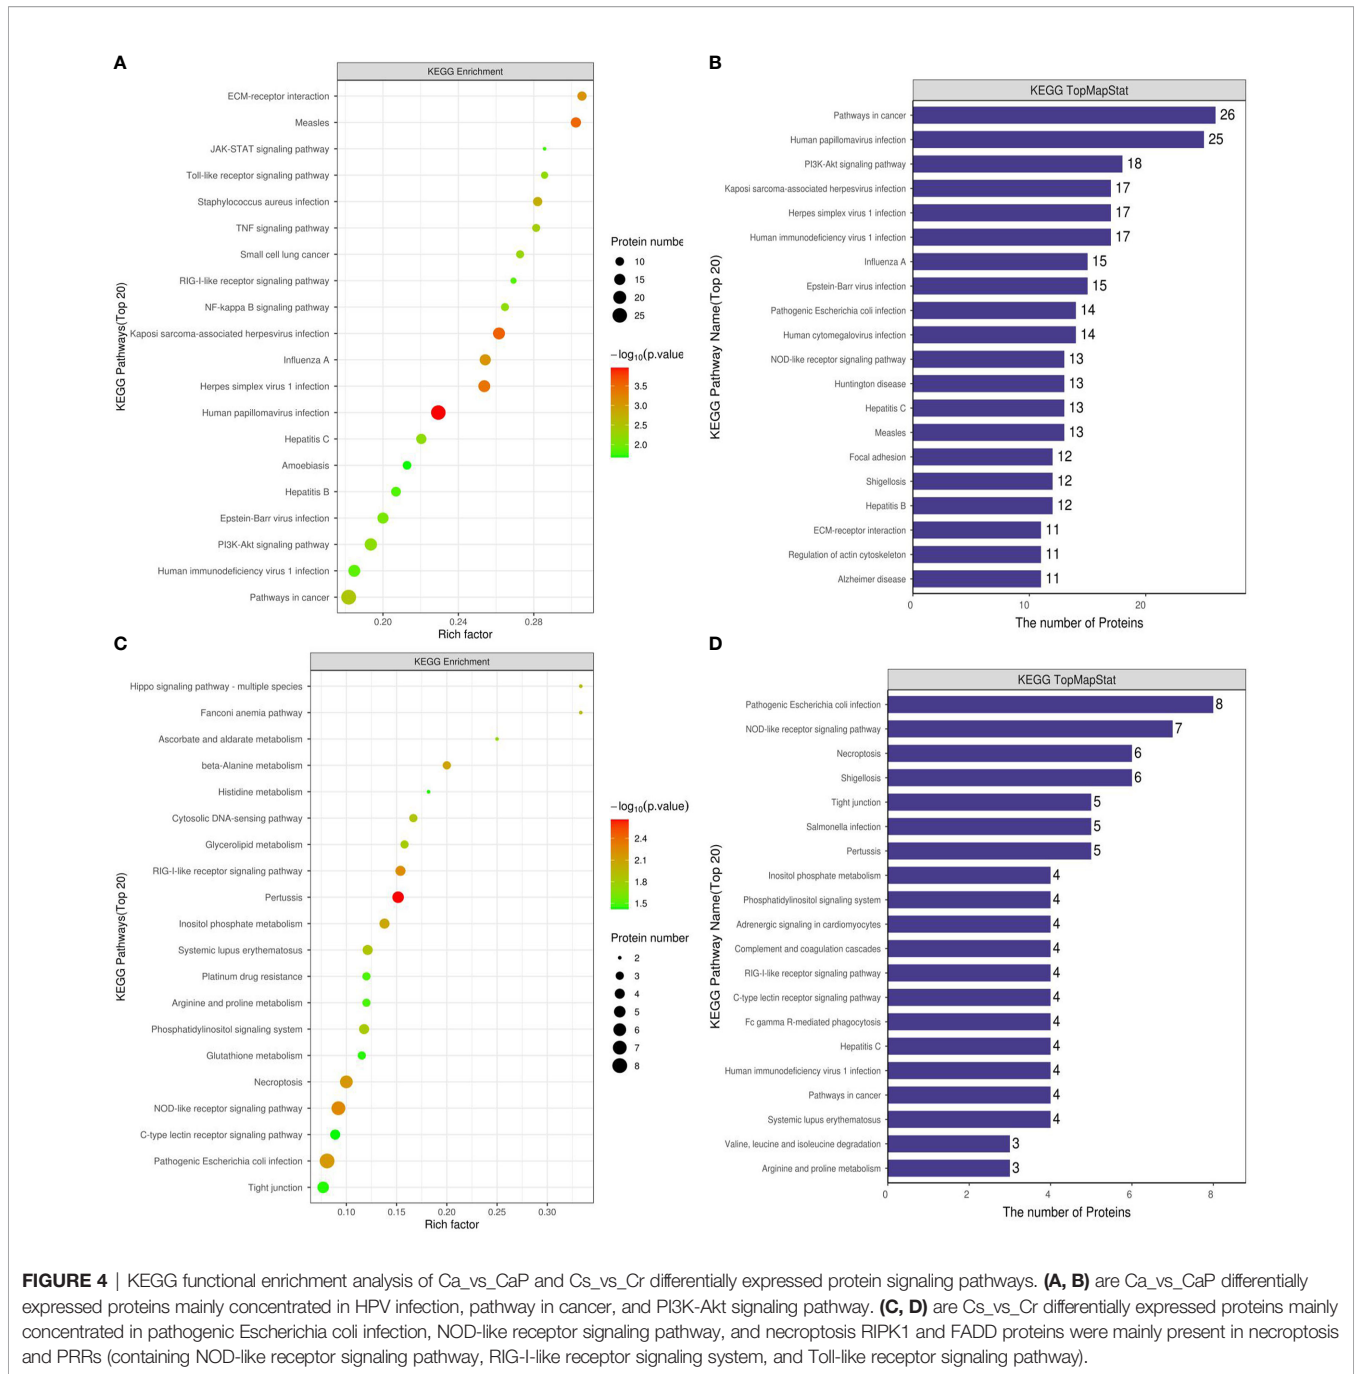 A
KEGG Enrichment
KEGG Pathways(Top 20)
ECM-receptor interaction
Measles
JAK-STAT signaling pathway
Toll-like receptor signaling pathway
Staphylococcus aureus infection
TNF signaling pathway
Small cell lung cancer
RIG-I-like receptor signaling pathway
NF-kappa B signaling pathway
Kaposi sarcoma-associated herpesvirus infection
Influenza A
Herpes simplex virus 1 infection
Human papillomavirus infection
Hepatitis C
Amoebiasis
Hepatitis B
Epstein-Barr virus infection
PI3K-Akt signaling pathway
Human immunodeficiency virus 1 infection
Pathways in cancer
0.20 0.24 0.28
Rich factor
Protein numbe
10
15
20
25
−log10(p.value
3.5
3.0
2.5
2.0
B
KEGG TopMapStat
KEGG Pathway Name(Top 20)
Pathways in cancer 26
Human papillomavirus infection 25
PI3K-Akt signaling pathway 18
Kaposi sarcoma-associated herpesvirus infection 17
Herpes simplex virus 1 infection 17
Human immunodeficiency virus 1 infection 17
Influenza A 15
Epstein-Barr virus infection 15
Pathogenic Escherichia coli infection 14
Human cytomegalovirus infection 14
NOD-like receptor signaling pathway 13
Huntington disease 13
Hepatitis C 13
Measles 13
Focal adhesion 12
Shigellosis 12
Hepatitis B 12
ECM-receptor interaction 11
Regulation of actin cytoskeleton 11
Alzheimer disease 11
0 10 20
The number of Proteins
C
KEGG Enrichment
KEGG Pathways(Top 20)
Hippo signaling pathway - multiple species
Fanconi anemia pathway
Ascorbate and aldarate metabolism
beta-Alanine metabolism
Histidine metabolism
Cytosolic DNA-sensing pathway
Glycerolipid metabolism
RIG-I-like receptor signaling pathway
Pertussis
Inositol phosphate metabolism
Systemic lupus erythematosus
Platinum drug resistance
Arginine and proline metabolism
Phosphatidylinositol signaling system
Glutathione metabolism
Necroptosis
NOD-like receptor signaling pathway
C-type lectin receptor signaling pathway
Pathogenic Escherichia coli infection
Tight junction
0.10 0.15 0.20 0.25 0.30
Rich factor
−log10(p.value)
2.4
2.1
1.8
1.5
Protein number
2
3
4
5
6
7
8
D
KEGG TopMapStat
KEGG Pathway Name(Top 20)
Pathogenic Escherichia coli infection 8
NOD-like receptor signaling pathway 7
Necroptosis 6
Shigellosis 6
Tight junction 5
Salmonella infection 5
Pertussis 5
Inositol phosphate metabolism 4
Phosphatidylinositol signaling system 4
Adrenergic signaling in cardiomyocytes 4
Complement and coagulation cascades 4
RIG-I-like receptor signaling pathway 4
C-type lectin receptor signaling pathway 4
Fc gamma R-mediated phagocytosis 4
Hepatitis C 4
Human immunodeficiency virus 1 infection 4
Pathways in cancer 4
Systemic lupus erythematosus 4
Valine, leucine and isoleucine degradation 3
Arginine and proline metabolism 3
0 2 4 6 8
The number of Proteins
FIGURE 4 | KEGG functional enrichment analysis of Ca_vs_CaP and Cs_vs_Cr differentially expressed protein signaling pathways. (A, B) are Ca_vs_CaP differentially
expressed proteins mainly concentrated in HPV infection, pathway in cancer, and PI3K-Akt signaling pathway. (C, D) are Cs_vs_Cr differentially expressed proteins mainly
concentrated in pathogenic Escherichia coli infection, NOD-like receptor signaling pathway, and necroptosis RIPK1 and FADD proteins were mainly present in necroptosis
and PRRs (containing NOD-like receptor signaling pathway, RIG-I-like receptor signaling system, and Toll-like receptor signaling pathway).